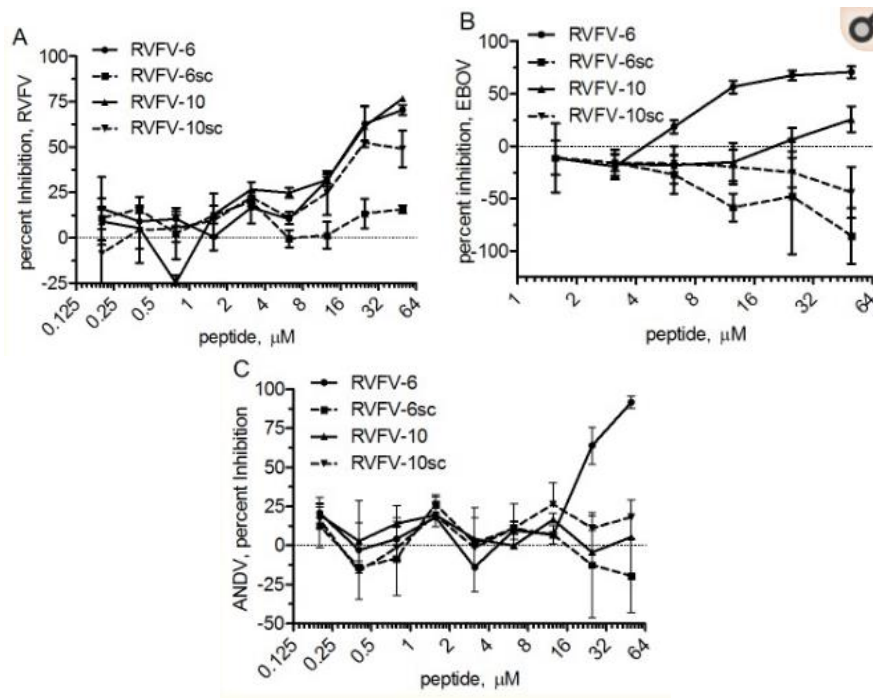 A
RVFV-6
RVFV-6sc
RVFV-10
RVFV-10sc
percent Inhibition, RVFV
100
75
50
25
0
-25
0.125
0.25
0.5
1
2
4
8
16
32
64
peptide, μM
B
RVFV-6
RVFV-6sc
RVFV-10
RVFV-10sc
percent inhibition, EBOV
100
50
0
-50
-100
1
2
4
8
16
32
64
peptide, μM
C
RVFV-6
RVFV-6sc
RVFV-10
RVFV-10sc
ANDV, percent Inhibition
100
75
50
25
0
-25
-50
0.125
0.25
0.5
1
2
4
8
16
32
64
peptide, μM